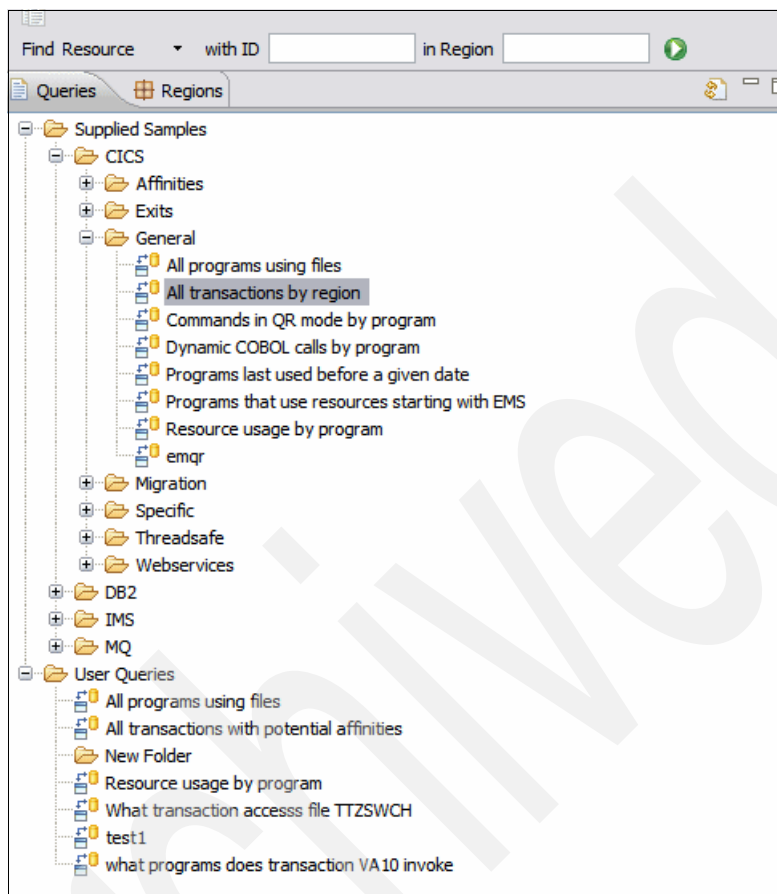 Find Resource with ID in Region
Queries Regions
Supplied Samples
CICS
Affinities
Exits
General
All programs using files
All transactions by region
Commands in QR mode by program
Dynamic COBOL calls by program
Programs last used before a given date
Programs that use resources starting with EMS
Resource usage by program
emqr
Migration
Specific
Threadsafe
Webservices
DB2
IMS
MQ
User Queries
All programs using files
All transactions with potential affinities
New Folder
Resource usage by program
What transaction accesss file TTZSWCH
test1
what programs does transaction VA10 invoke
archived